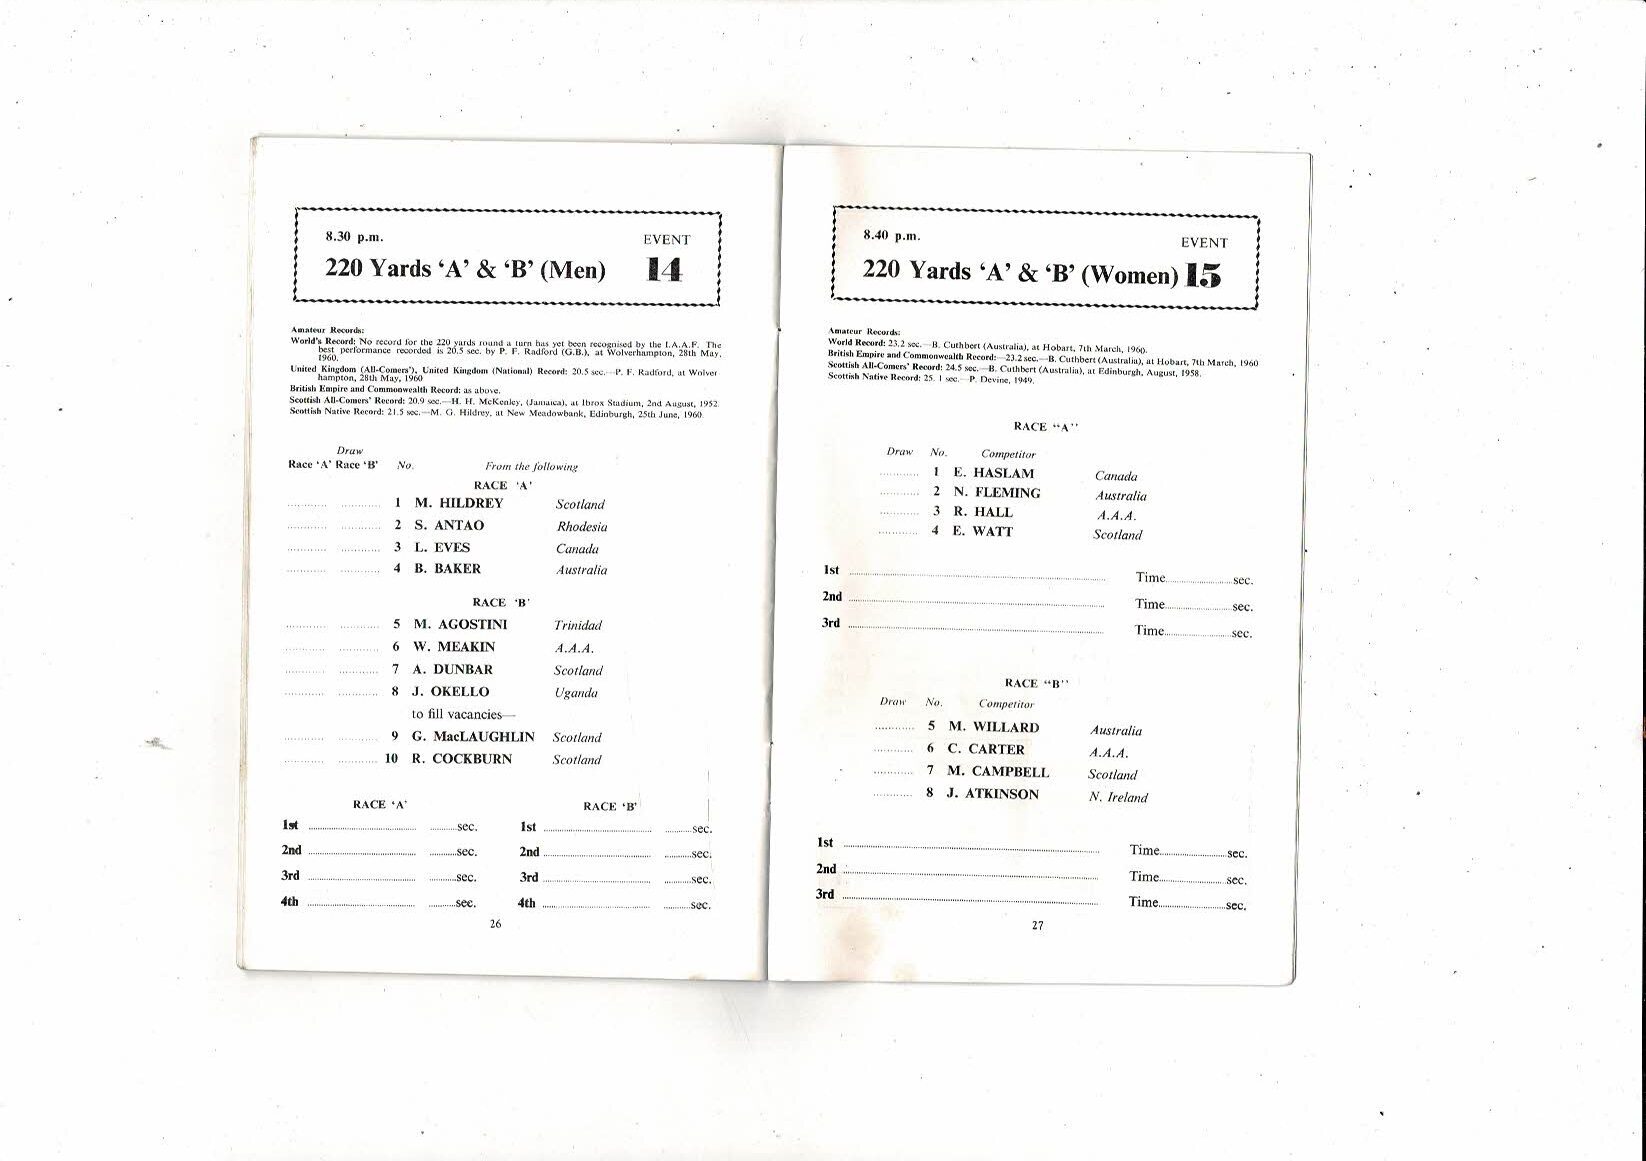 8.30 p.m.
EVENT
220 Yards ‘A’ & ‘B’ (Men) 14
Amateur Records:
World's Record: No record for the 220 yards round a turn has yet been recognised by the I.A.A.F. The
best performance recorded is 20.5 sec. by P. F. Radford (G.B.), at Wolverhampton, 28th May,
1960.
United Kingdom (All-Comers'), United Kingdom (National) Record: 20.5 sec.—P. F. Radford, at Wolver
hampton, 28th May, 1960
British Empire and Commonwealth Record: as above.
Scottish All-Comers' Record: 20.9 sec.—H. H. McKenley, (Jamaica), at Ibrox Stadium, 2nd August, 1952
Scottish Native Record: 21.5 sec.—M. G. Hildrey, at New Meadowbank, Edinburgh, 25th June, 1960.
Draw
Race ‘A’ Race ‘B’ No. From the following
RACE ‘A’
1 M. HILDREY Scotland
2 S. ANTAO Rhodesia
3 L. EVES Canada
4 B. BAKER Australia
RACE ‘B’
5 M. AGOSTINI Trinidad
6 W. MEAKIN A.A.A.
7 A. DUNBAR Scotland
8 J. OKELLO Uganda
to fill vacancies—
9 G. MacLAUGHLIN Scotland
10 R. COCKBURN Scotland
RACE ‘A’ RACE ‘B’
1st ..........sec. 1st ..........sec.
2nd ..........sec. 2nd ..........sec.
3rd ..........sec. 3rd ..........sec.
4th ..........sec. 4th ..........sec.
26
8.40 p.m.
EVENT
220 Yards ‘A’ & ‘B’ (Women) 15
Amateur Records:
World Record: 23.2 sec.—B. Cuthbert (Australia), at Hobart, 7th March, 1960.
British Empire and Commonwealth Record:—23.2 sec.—B. Cuthbert (Australia), at Hobart, 7th March, 1960
Scottish All-Comers' Record: 24.5 sec.—B. Cuthbert (Australia), at Edinburgh, August, 1958.
Scottish Native Record: 25. 1 sec.—P. Devine, 1949.
RACE “A”
Draw No. Competitor
1 E. HASLAM Canada
2 N. FLEMING Australia
3 R. HALL A.A.A.
4 E. WATT Scotland
1st .......... Time..........sec.
2nd .......... Time..........sec.
3rd .......... Time..........sec.
RACE “B”
Draw No. Competitor
5 M. WILLARD Australia
6 C. CARTER A.A.A.
7 M. CAMPBELL Scotland
8 J. ATKINSON N. Ireland
1st .......... Time..........sec.
2nd .......... Time..........sec.
3rd .......... Time..........sec.
27